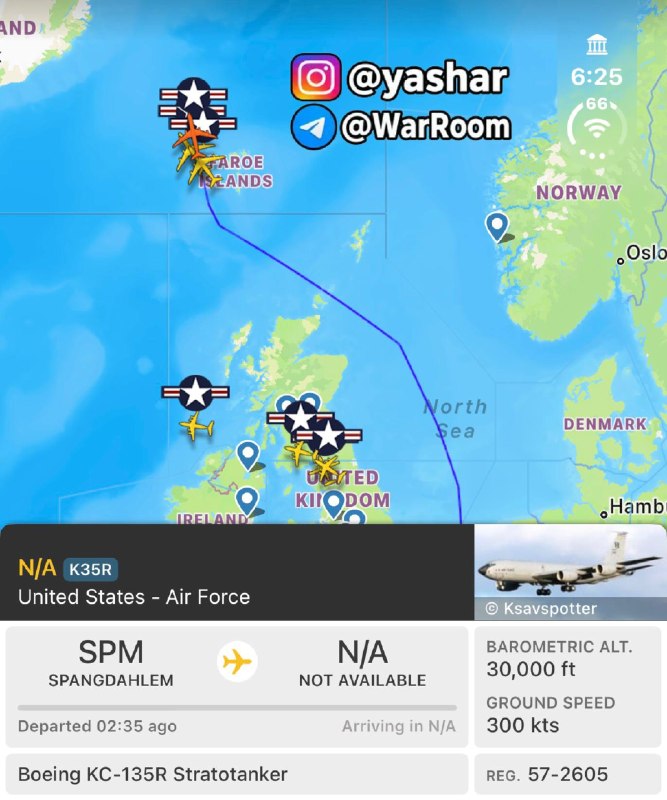 AND
@yashar
@WarRoom
6:25
66
FAROE
ISLANDS
NORWAY
Oslo
North
Sea
DENMARK
UNITED
KINGDOM
IRELAND
Hamb
N/A K35R
United States - Air Force
© Ksavspotter
SPM
SPANGDAHLEM
N/A
NOT AVAILABLE
Departed 02:35 ago
Arriving in N/A
BAROMETRIC ALT.
30,000 ft
GROUND SPEED
300 kts
Boeing KC-135R Stratotanker
REG. 57-2605